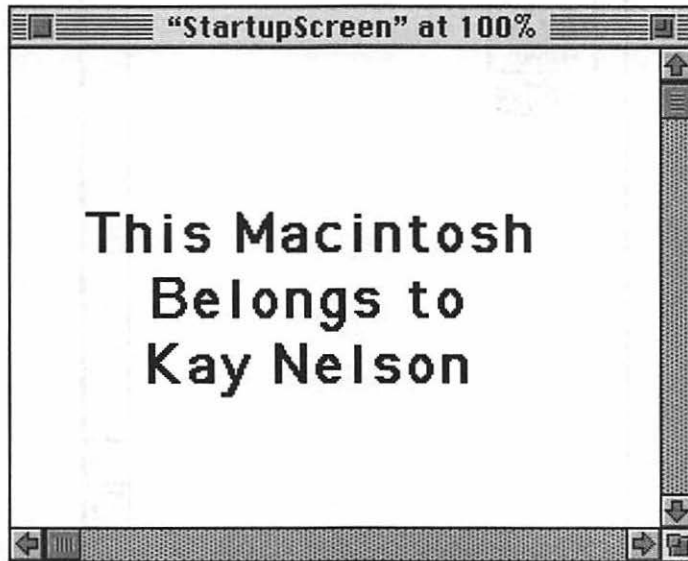 “StartupScreen” at 100%
This Macintosh
Belongs to
Kay Nelson